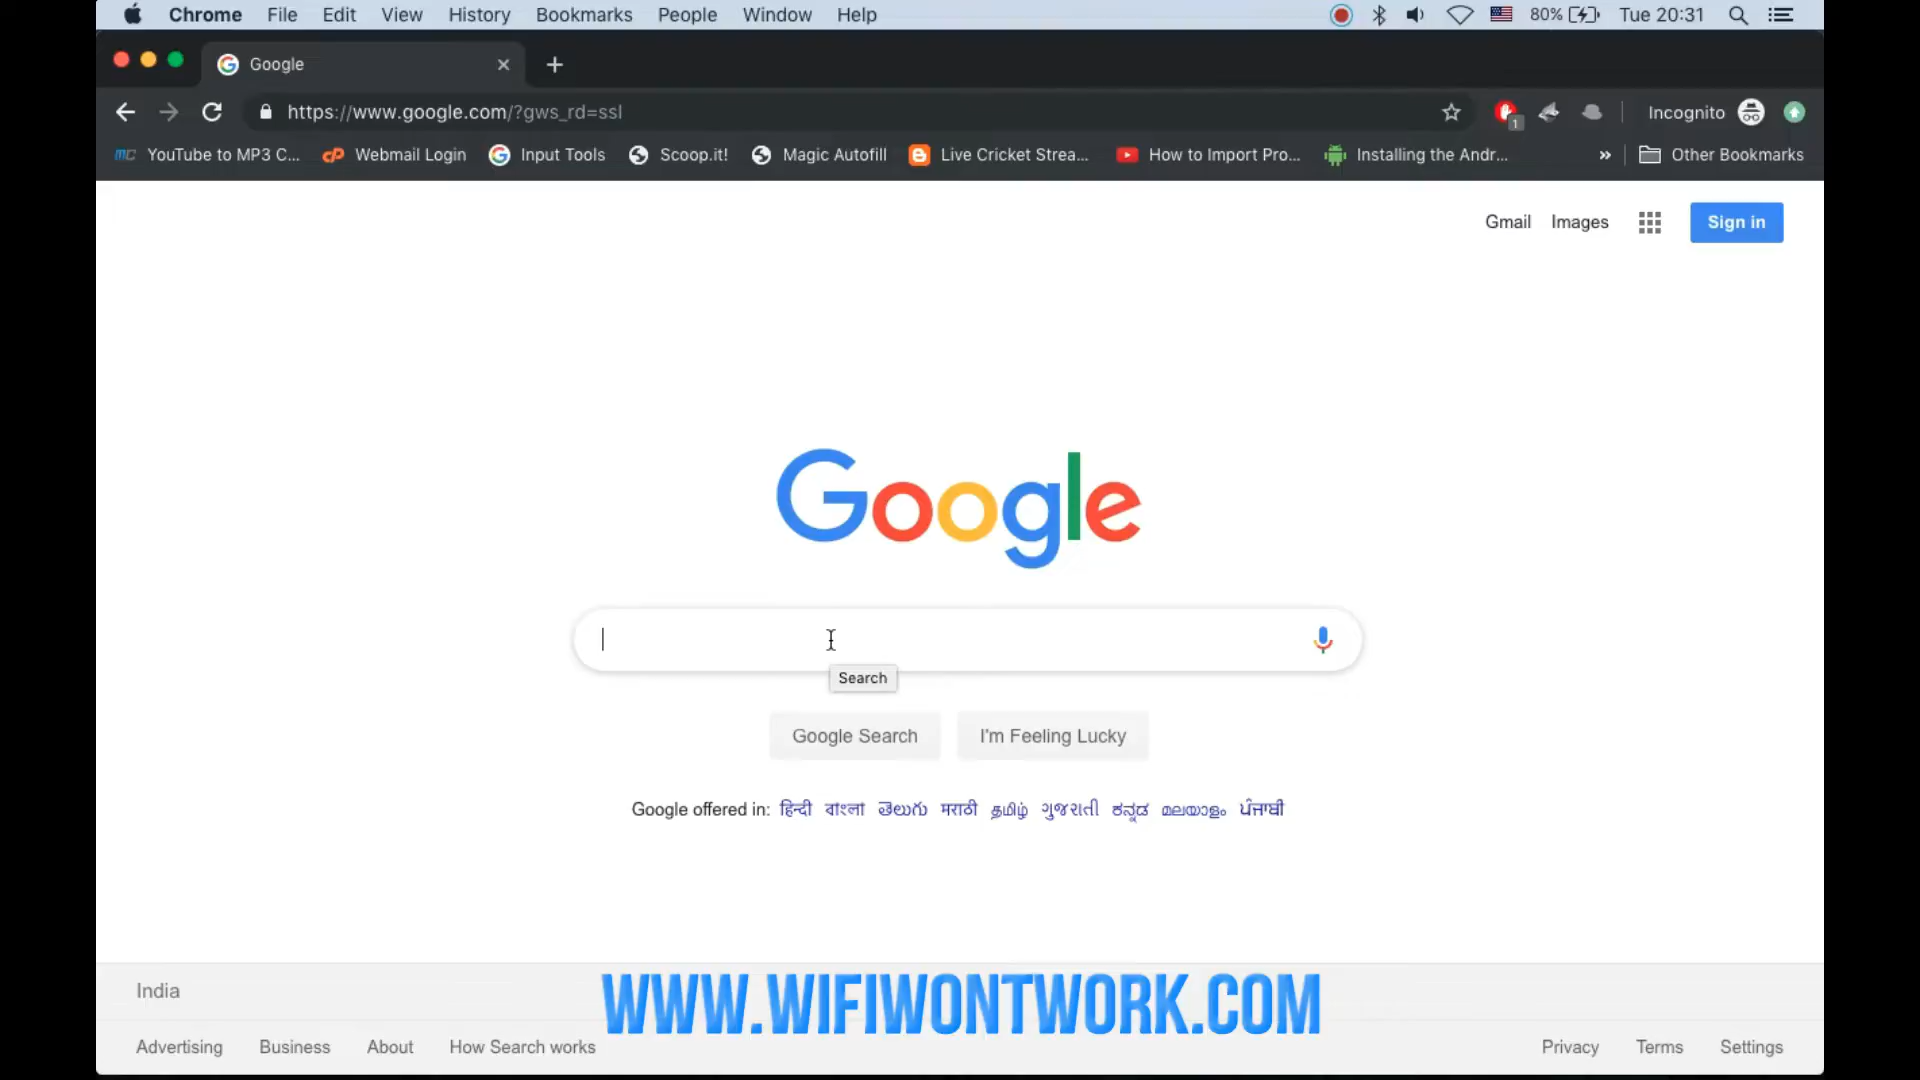 Chrome File Edit View History Bookmarks People Window Help 80% Tue 20:31
Google
https://www.google.com/?gws_rd=ssl 1 Incognito
mc YouTube to MP3 C... cP Webmail Login Input Tools Scoop.it! Magic Autofill Live Cricket Strea... How to Import Pro... Installing the Andr... » Other Bookmarks
Gmail Images Sign in
Google
Search
Google Search I'm Feeling Lucky
Google offered in: हिन्दी বাংলা తెలుగు मराठी தமிழ் ગુજરાતી ಕನ್ನಡ മലയാളം ਪੰਜਾਬੀ
India
WWW.WIFIWONTWORK.COM
Advertising Business About How Search works Privacy Terms Settings